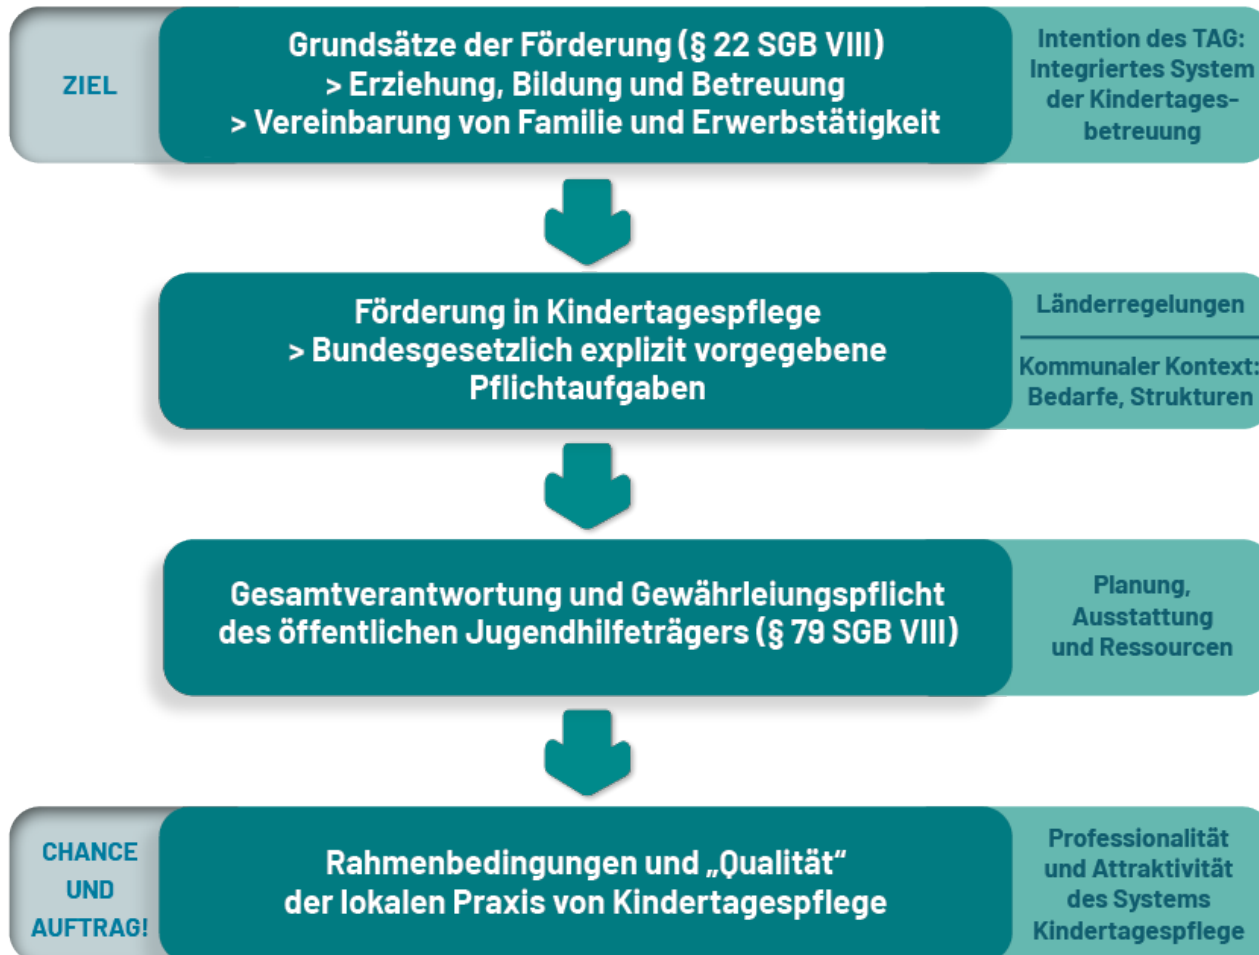 ZIEL
Grundsätze der Förderung (§ 22 SGB VIII)
> Erziehung, Bildung und Betreuung
> Vereinbarung von Familie und Erwerbstätigkeit
Intention des TAG:
Integriertes System
der Kindertages-
betreuung
Förderung in Kindertagespflege
> Bundesgesetzlich explizit vorgegebene
Pflichtaufgaben
Länderregelungen
Kommunaler Kontext:
Bedarfe, Strukturen
Gesamtverantwortung und Gewährleiungspflicht
des öffentlichen Jugendhilfeträgers (§ 79 SGB VIII)
Planung,
Ausstattung
und Ressourcen
CHANCE
UND
AUFTRAG!
Rahmenbedingungen und „Qualität“
der lokalen Praxis von Kindertagespflege
Professionalität
und Attraktivität
des Systems
Kindertagespflege